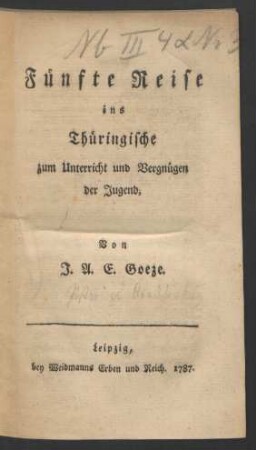 Nb III 42 Nr 3
Fünfte Reise
ins
Thüringische
zum Unterricht und Vergnügen
der Jugend,
Von
J. A. E. Goeze.
Leipzig,
bey Weidmanns Erben und Reich. 1787.